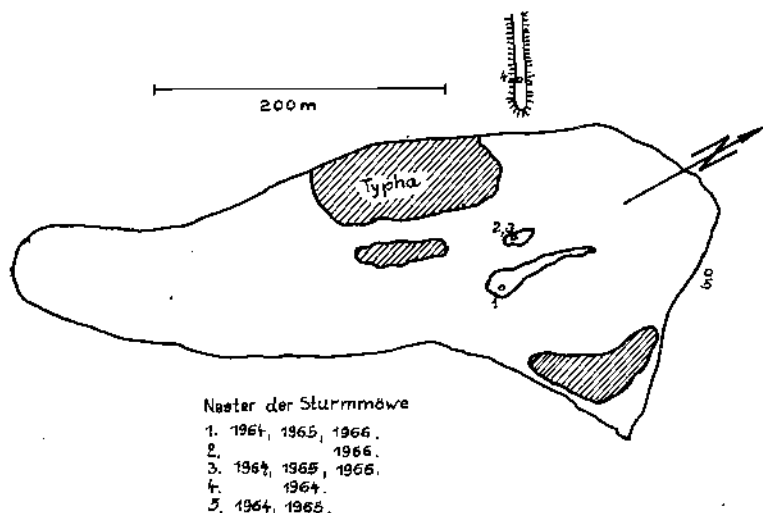 4
200 m
N
Typha
2,3
1
5
Nester der Sturmmöwe
1. 1964, 1965, 1966.
2. 1966.
3. 1964, 1965, 1966.
4. 1964.
5. 1964, 1965.